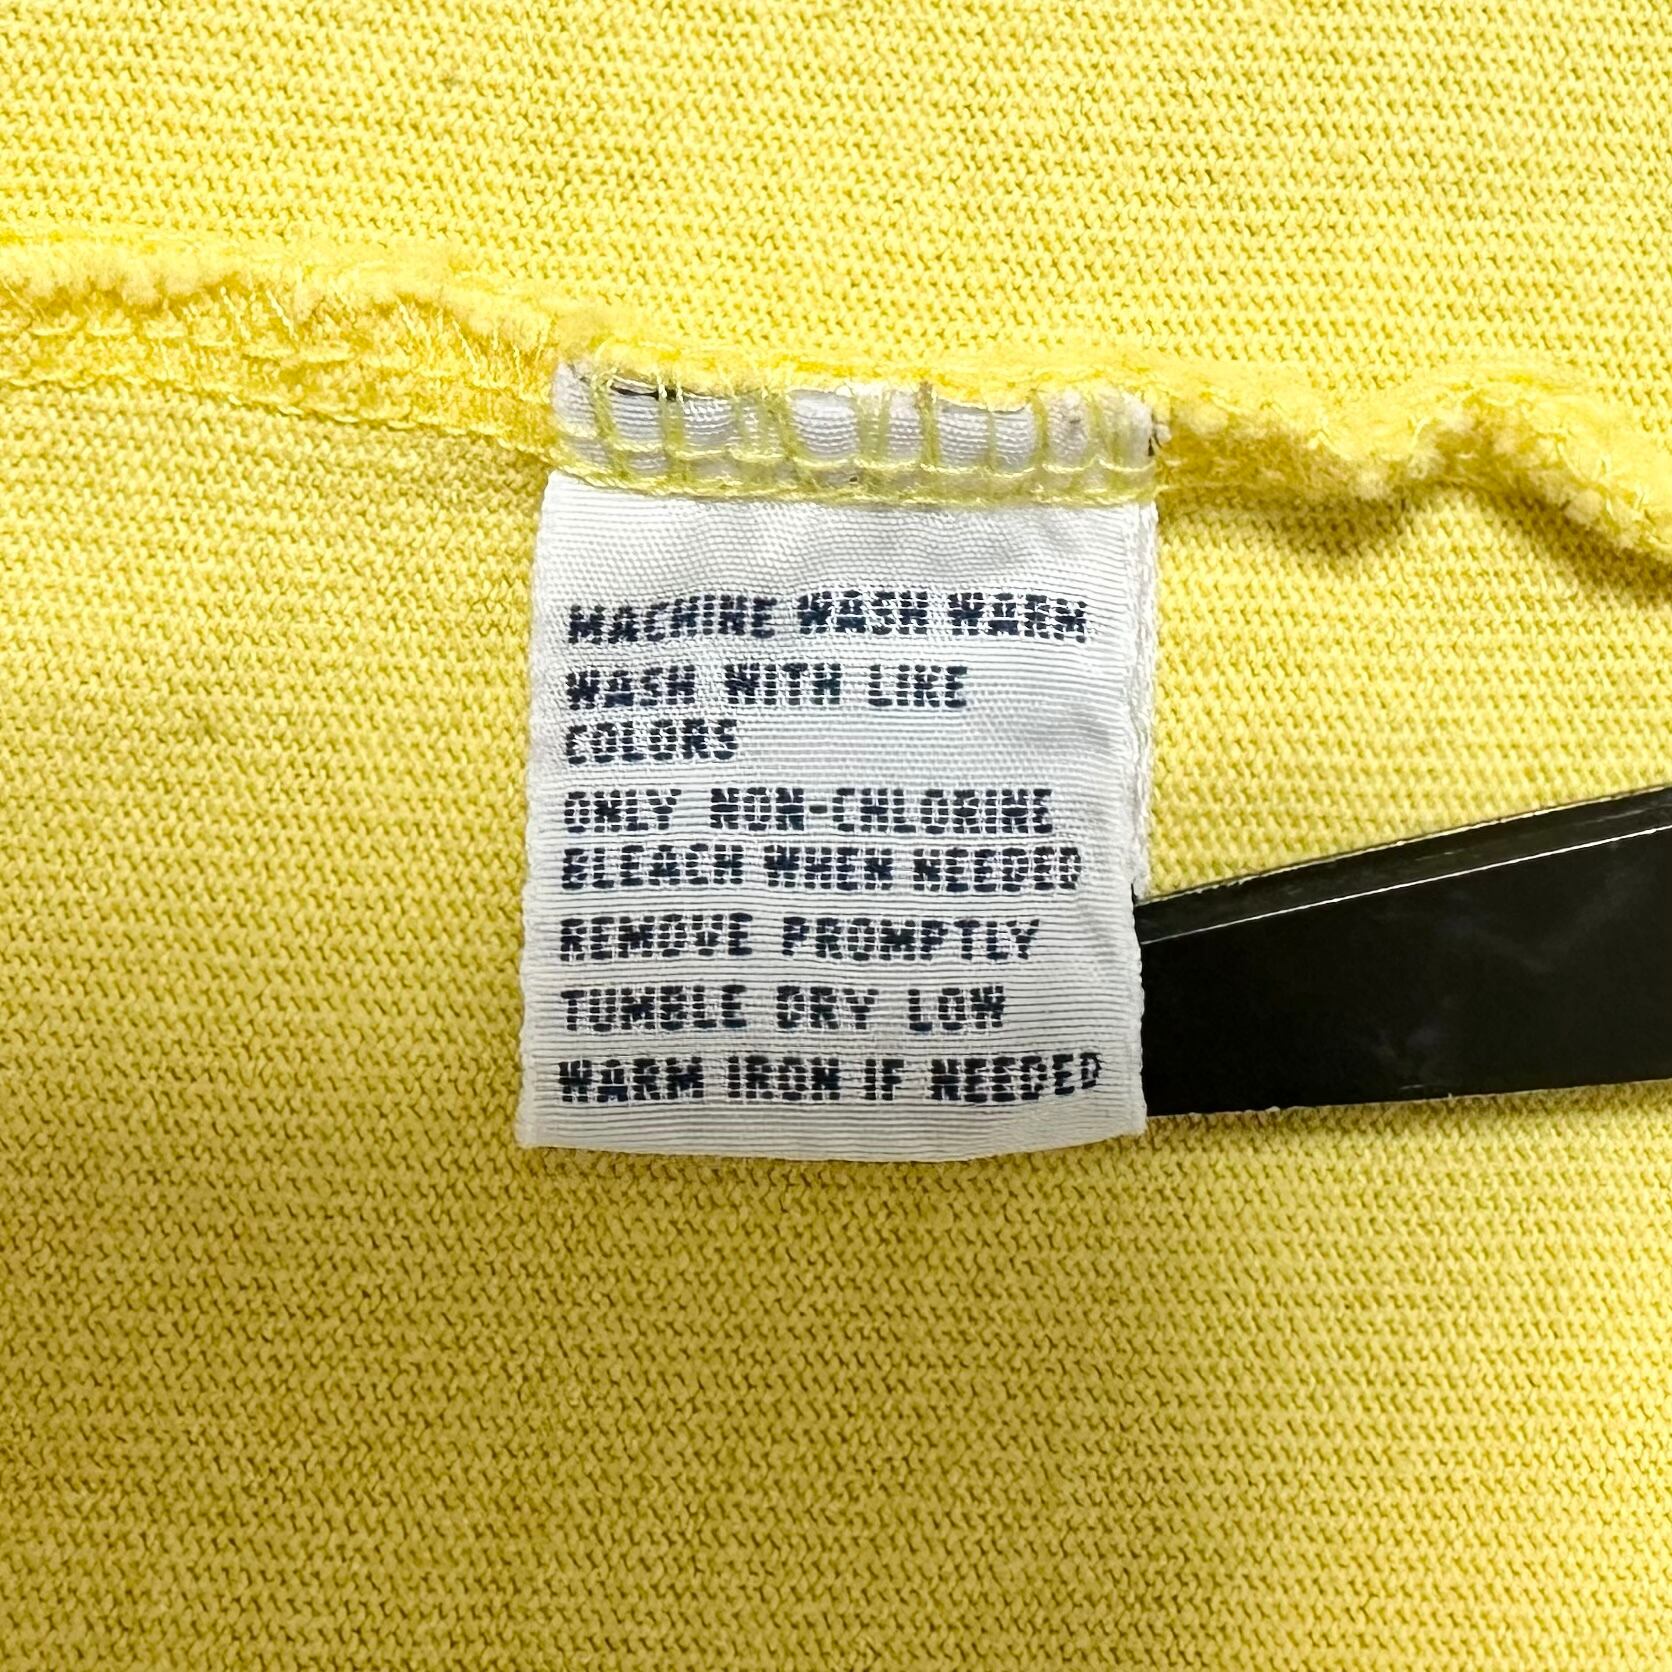 MACHINE WASH WARM
WASH WITH LIKE
COLORS
ONLY NON-CHLORINE
BLEACH WHEN NEEDED
REMOVE PROMPTLY
TUMBLE DRY LOW
WARM IRON IF NEEDED